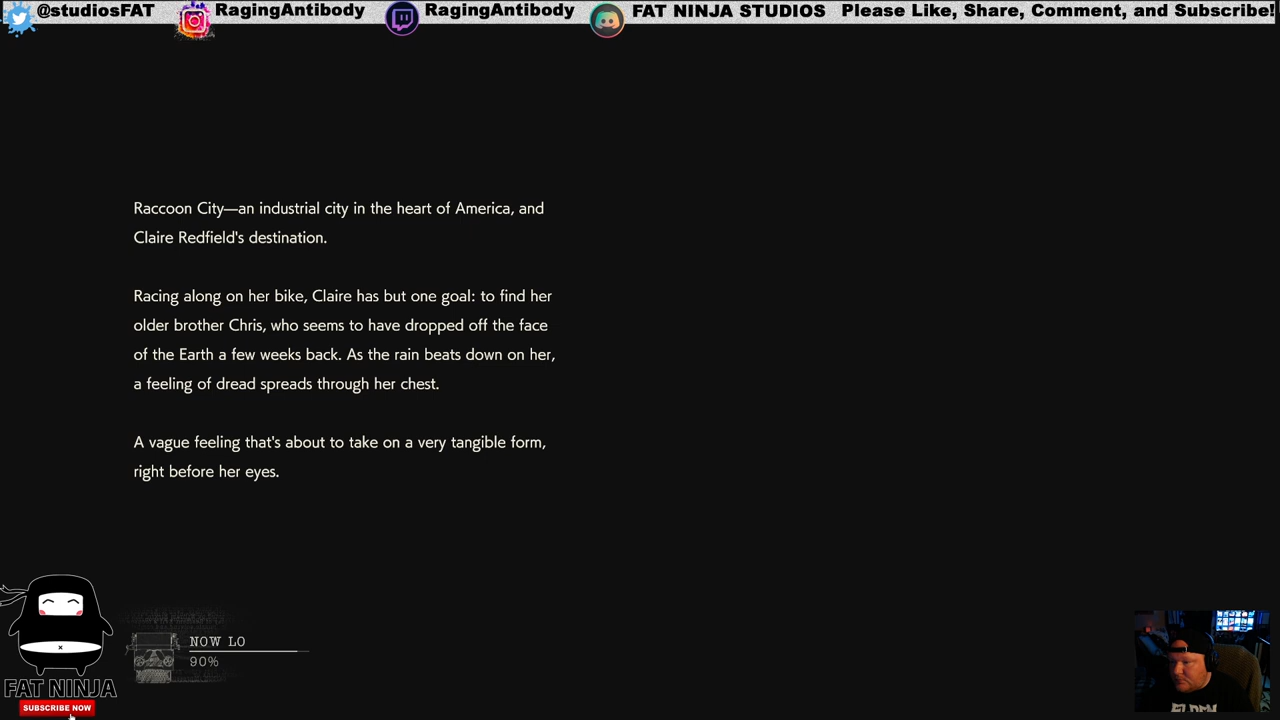 @studiosFAT RagingAntibody RagingAntibody FAT NINJA STUDIOS Please Like, Share, Comment, and Subscribe!
Raccoon City—an industrial city in the heart of America, and
Claire Redfield's destination.
Racing along on her bike, Claire has but one goal: to find her
older brother Chris, who seems to have dropped off the face
of the Earth a few weeks back. As the rain beats down on her,
a feeling of dread spreads through her chest.
A vague feeling that's about to take on a very tangible form,
right before her eyes.
NOW LO
90%
FAT NINJA
SUBSCRIBE NOW
ELDEN